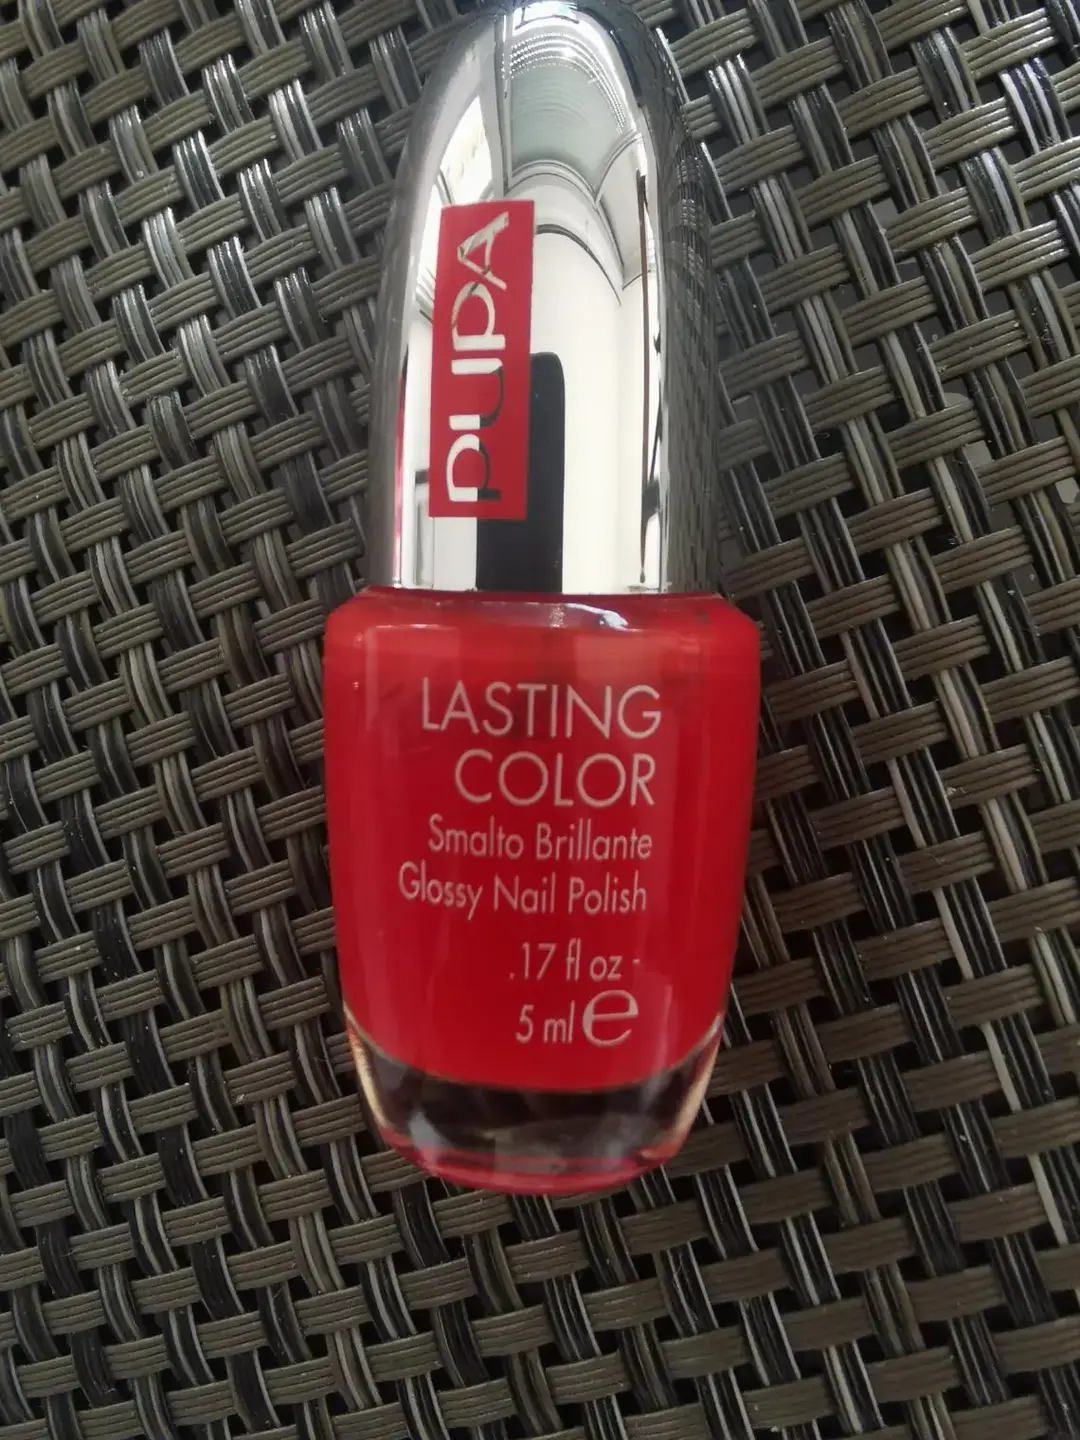 PUPA
LASTING
COLOR
Smalto Brillante
Glossy Nail Polish
.17 fl oz -
5 ml e